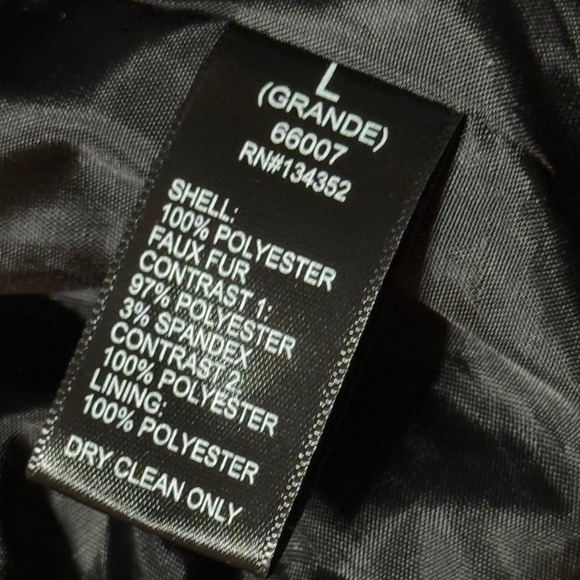 L
(GRANDE)
66007
RN#134352
SHELL:
100% POLYESTER
FAUX FUR
CONTRAST 1:
97% POLYESTER
3% SPANDEX
CONTRAST 2
100% POLYESTER
LINING:
100% POLYESTER
DRY CLEAN ONLY